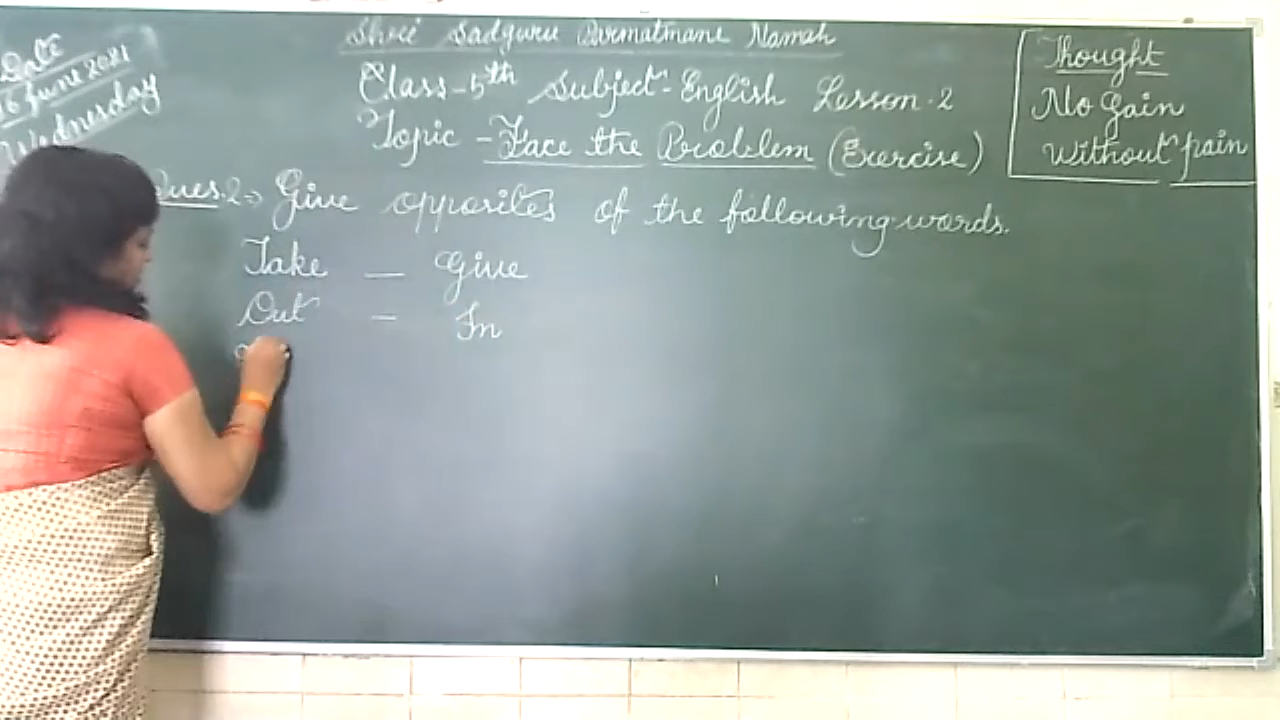 Date
16 June 2021
Wednesday
Shree Sadguru Parmatmane Namah
Class-5th Subject-English Lesson-2
Topic - Face the Problem (Exercise)
Thought
No Gain
without pain
Ques.2→ Give opposites of the following words.
Take — Give
Out - In